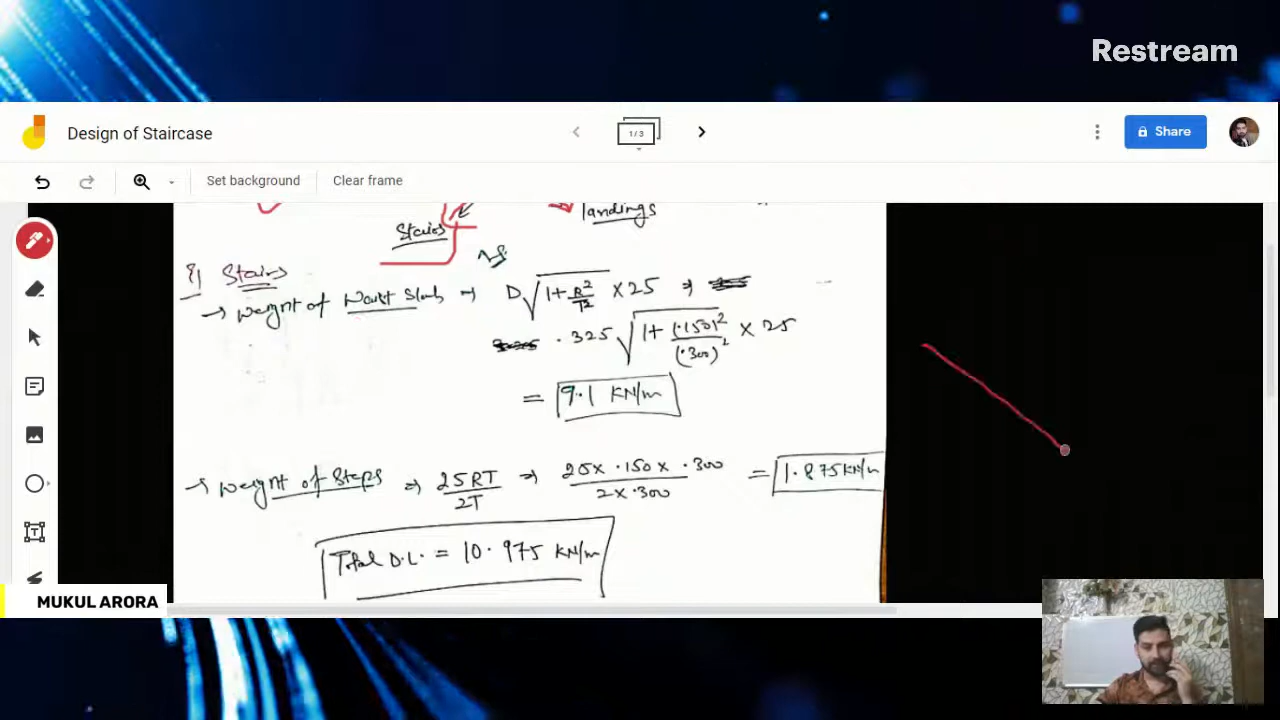 Restream
Design of Staircase
1/3
Share
Set background
Clear frame
landings
Stairs
Stairs
→ Weight of Waist Slab → D√1+R²/T² × 25 ⇒
.325 √1+(.150)²/(.300)² × 25
= 9.1 KN/m
→ Weight of Steps ⇒ 25RT/2T ⇒ 25×.150×.300/2×.300 = 1.875KN/m
Total D.L. = 10.975 KN/m
MUKUL ARORA